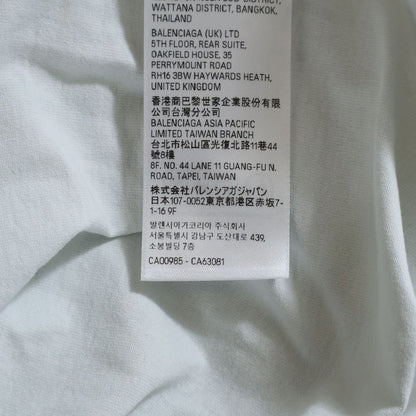 WATTANA DISTRICT, BANGKOK,
THAILAND
BALENCIAGA (UK) LTD
5TH FLOOR, REAR SUITE,
OAKFIELD HOUSE, 35
PERRYMOUNT ROAD
RH16 3BW HAYWARDS HEATH,
UNITED KINGDOM
香港商巴黎世家企業股份有限
公司台灣分公司
BALENCIAGA ASIA PACIFIC
LIMITED TAIWAN BRANCH
台北市松山區光復北路11巷44
號8樓
8F. NO. 44 LANE 11 GUANG-FU N.
ROAD, TAIPEI, TAIWAN
株式会社バレンシアガジャパン
日本107-0052東京都港区赤坂7-
1-16 9F
발렌시아가코리아 주식회사
서울특별시 강남구 도산대로 439,
소봉빌딩 7층
CA00985 - CA63081